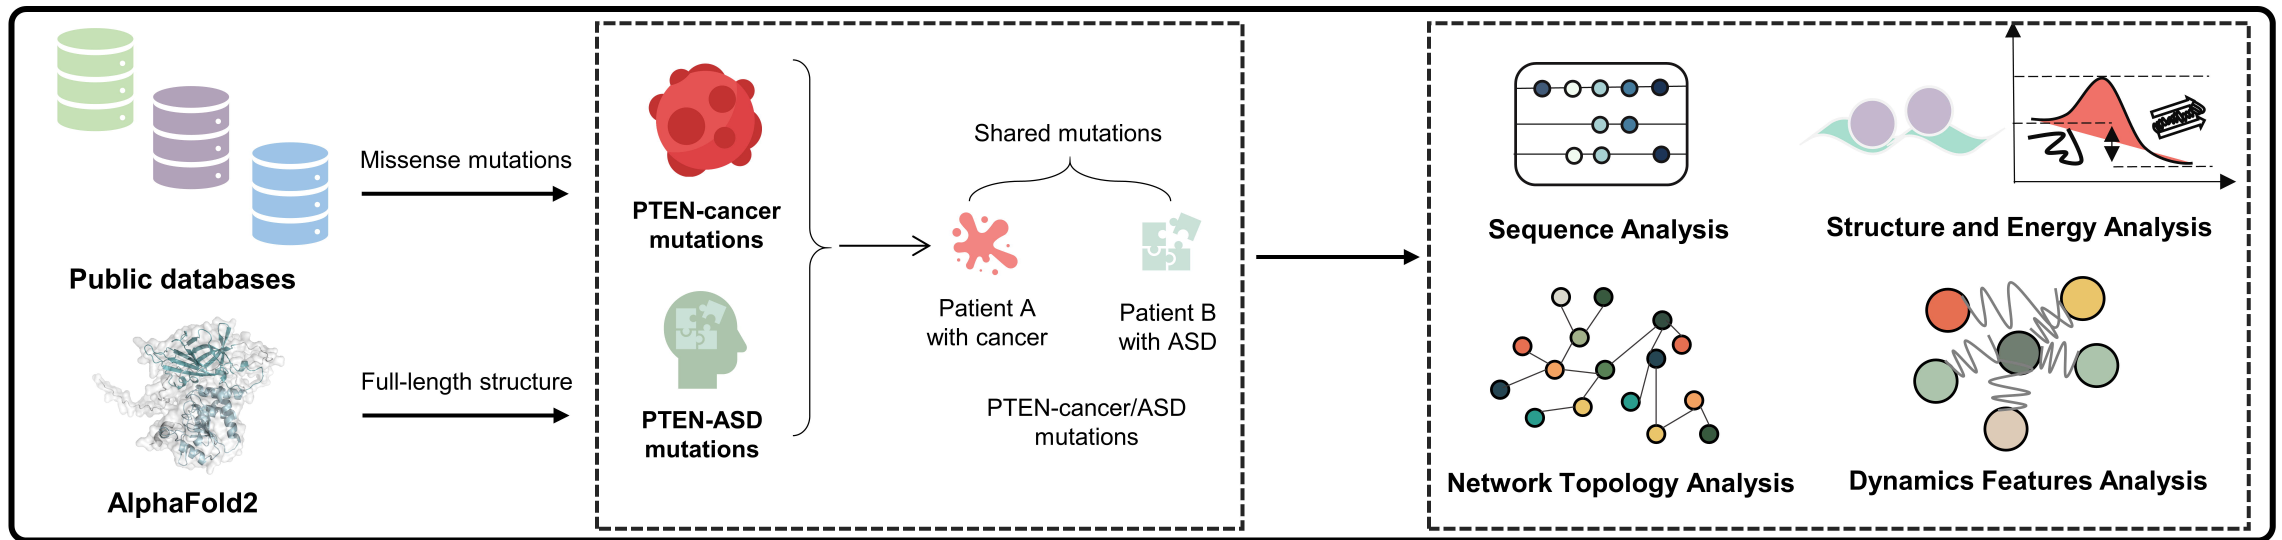 Public databases
AlphaFold2
Missense mutations
Full-length structure
PTEN-cancer
mutations
PTEN-ASD
mutations
Shared mutations
Patient A
with cancer
Patient B
with ASD
PTEN-cancer/ASD
mutations
Sequence Analysis
Structure and Energy Analysis
Network Topology Analysis
Dynamics Features Analysis